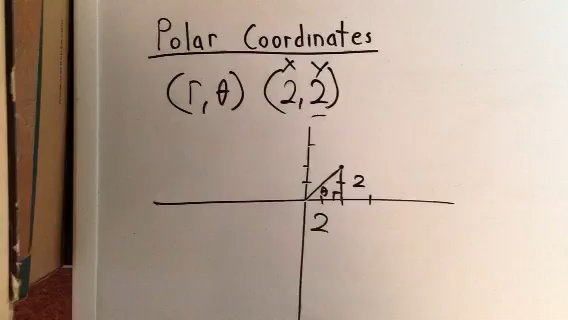 Polar Coordinates
x y
(r, θ) (2, 2)
θ 2
2